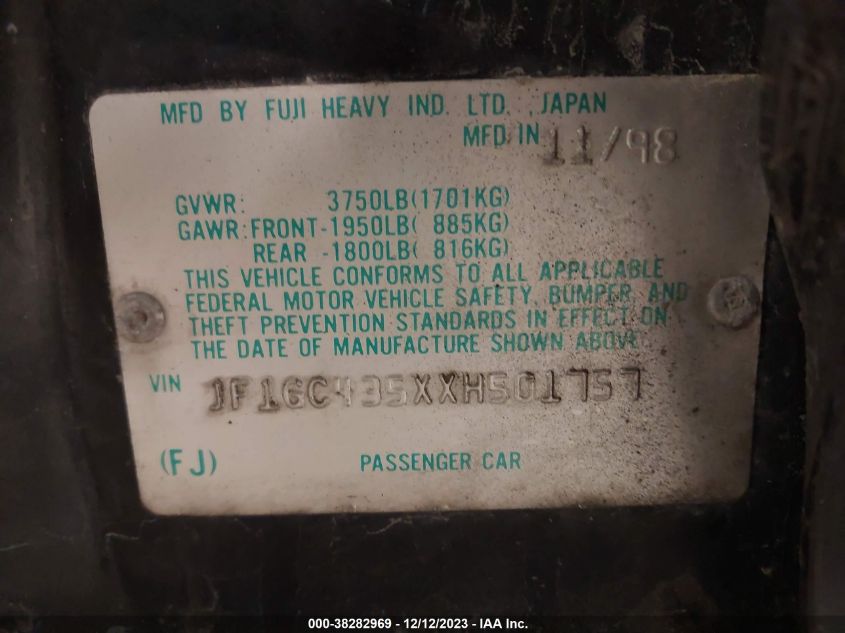 MFD BY FUJI HEAVY IND. LTD. , JAPAN
MFD IN 11/98
GVWR: 3750LB(1701KG)
GAWR:FRONT-1950LB( 885KG)
REAR -1800LB( 816KG)
THIS VEHICLE CONFORMS TO ALL APPLICABLE
FEDERAL MOTOR VEHICLE SAFETY, BUMPER, AND
THEFT PREVENTION STANDARDS IN EFFECT ON
THE DATE OF MANUFACTURE SHOWN ABOVE
VIN JF1GC435XXH501757
(FJ) PASSENGER CAR
000-38282969 - 12/12/2023 - IAA Inc.